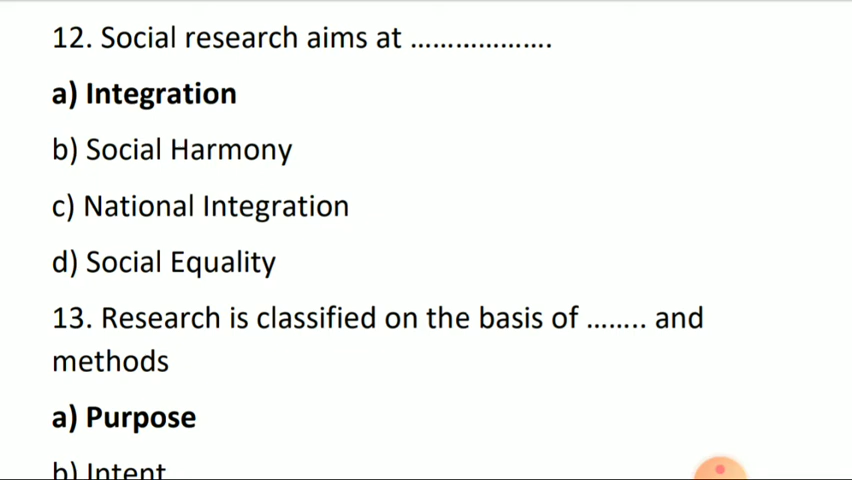 12. Social research aims at ...................
a) Integration
b) Social Harmony
c) National Integration
d) Social Equality
13. Research is classified on the basis of ........ and
methods
a) Purpose
b) Intent